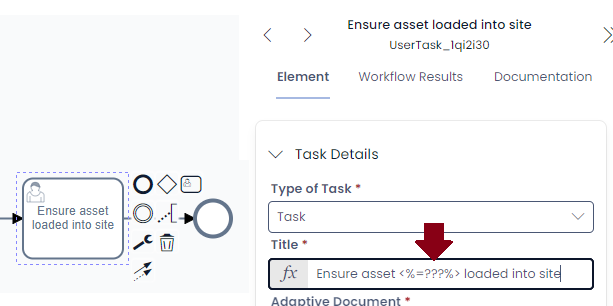 Ensure asset loaded into site
UserTask_1qi2i30
Element Workflow Results Documentation
Task Details
Type of Task *
Task
Title *
fx Ensure asset <%=???%> loaded into site
Adaptive Document *
Ensure asset
loaded into site